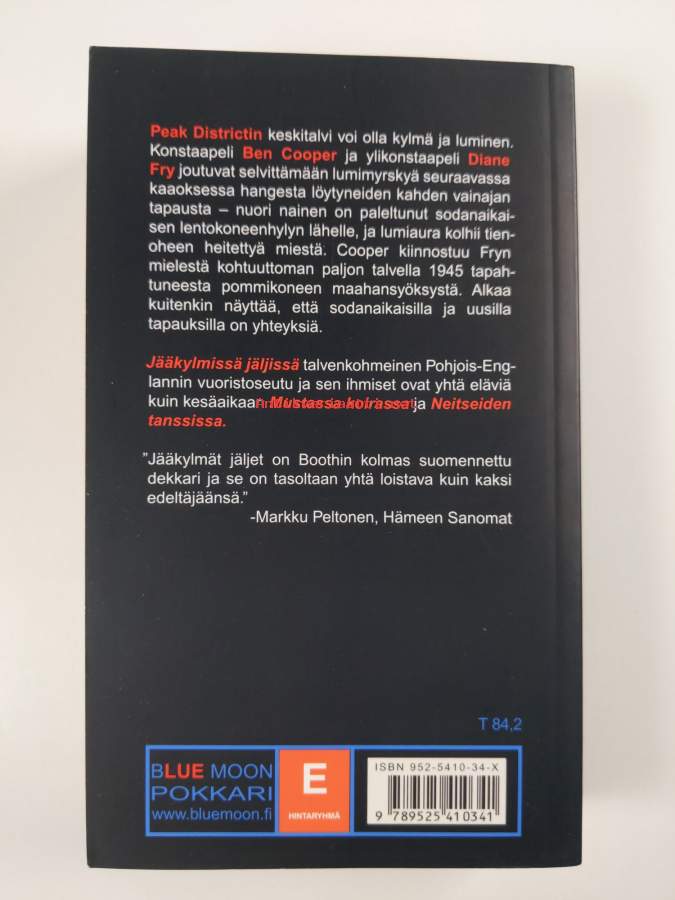 Peak Districtin keskitalvi voi olla kylmä ja luminen.
Konstaapeli Ben Cooper ja ylikonstaapeli Diane
Fry joutuvat selvittämään lumimyrskyä seuraavassa
kaaoksessa hangesta löytyneiden kahden vainajan
tapausta – nuori nainen on paleltunut sodanaikai-
sen lentokoneenhylyn lähelle, ja lumiaura kolhii tien-
oheen heitettyä miestä. Cooper kiinnostuu Fryn
mielestä kohtuuttoman paljon talvella 1945 tapah-
tuneesta pommikoneen maahansyöksystä. Alkaa
kuitenkin näyttää, että sodanaikaisilla ja uusilla
tapauksilla on yhteyksiä.
Jääkylmissä jäljissä talvenkohmeinen Pohjois-Eng-
lannin vuoristoseutu ja sen ihmiset ovat yhtä eläviä
kuin kesäaikaan Mustassa koirassa ja Neitseiden
tanssissa.
”Jääkylmät jäljet on Boothin kolmas suomennettu
dekkari ja se on tasoltaan yhtä loistava kuin kaksi
edeltäjäänsä.”
-Markku Peltonen, Hämeen Sanomat
T 84,2
BLUE MOON
POKKARI
www.bluemoon.fi
E
HINTARYHMÄ
ISBN 952-5410-34-X
9 789525 410341